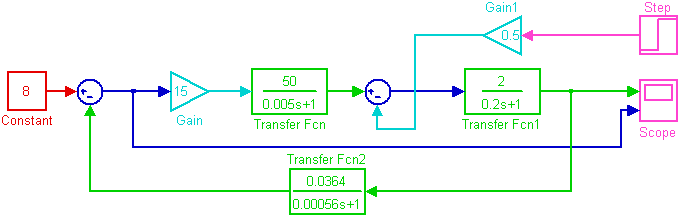 Gain1
Step
0.5
8
Constant
+
-
15
Gain
50
0.005s+1
Transfer Fcn
+
-
2
0.2s+1
Transfer Fcn1
Scope
Transfer Fcn2
0.0364
0.00056s+1